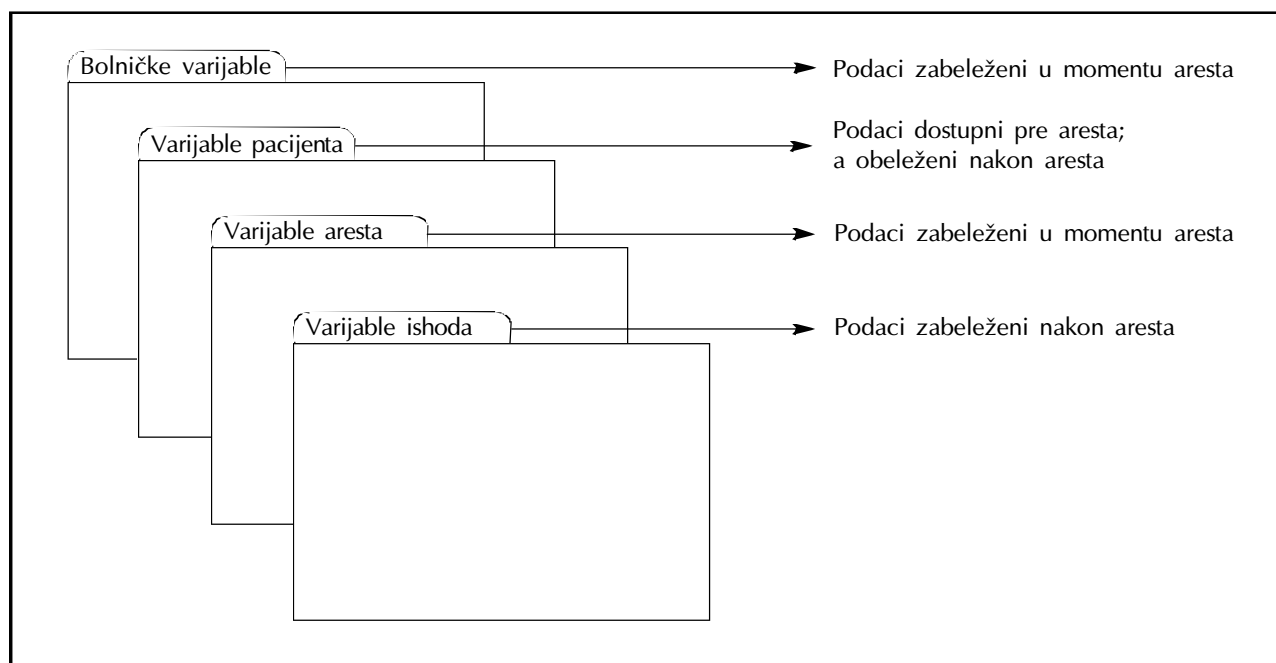 Bolničke varijable
Podaci zabeleženi u momentu aresta
Varijable pacijenta
Podaci dostupni pre aresta;
a obeleženi nakon aresta
Varijable aresta
Podaci zabeleženi u momentu aresta
Varijable ishoda
Podaci zabeleženi nakon aresta